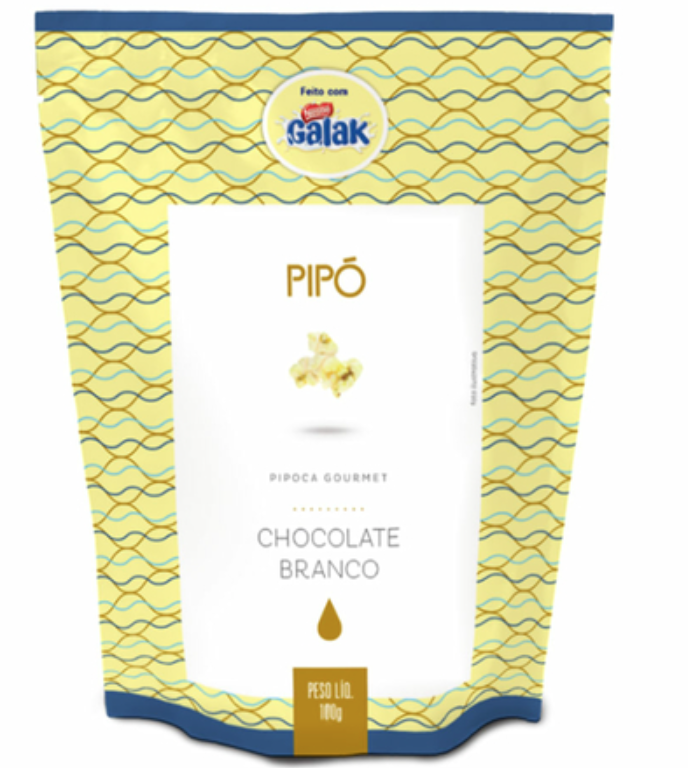 Feito com
Nestlé
Galak
PIPÓ
PIPOCA GOURMET
CHOCOLATE
BRANCO
PESO LÍQ.
100g